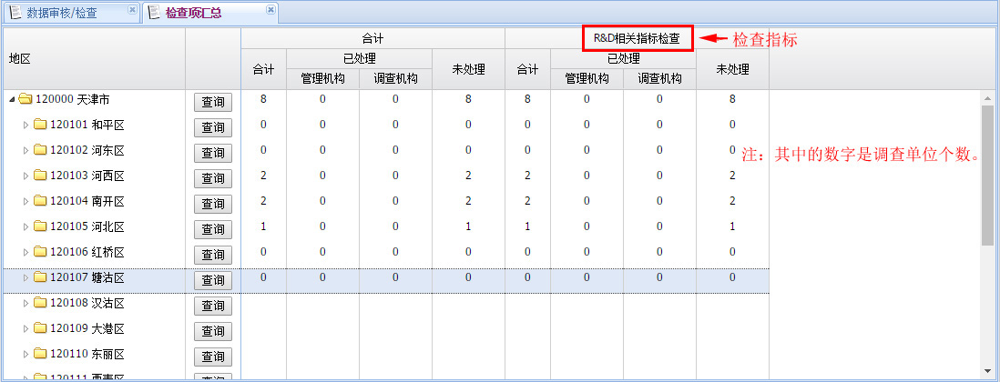 数据审核/检查 检查项汇总
地区 合计 R&D相关指标检查 检查指标
合计 已处理 未处理 合计 已处理 未处理
管理机构 调查机构 管理机构 调查机构
120000 天津市 查询 8 0 0 8 8 0 0 8
120101 和平区 查询 0 0 0 0 0 0 0 0
120102 河东区 查询 0 0 0 0 0 0 0 0
注：其中的数字是调查单位个数。
120103 河西区 查询 2 0 0 2 2 0 0 2
120104 南开区 查询 2 0 0 2 2 0 0 2
120105 河北区 查询 1 0 0 1 1 0 0 1
120106 红桥区 查询 0 0 0 0 0 0 0 0
120107 塘沽区 查询 0 0 0 0 0 0 0 0
120108 汉沽区 查询
120109 大港区 查询
120110 东丽区 查询
120111